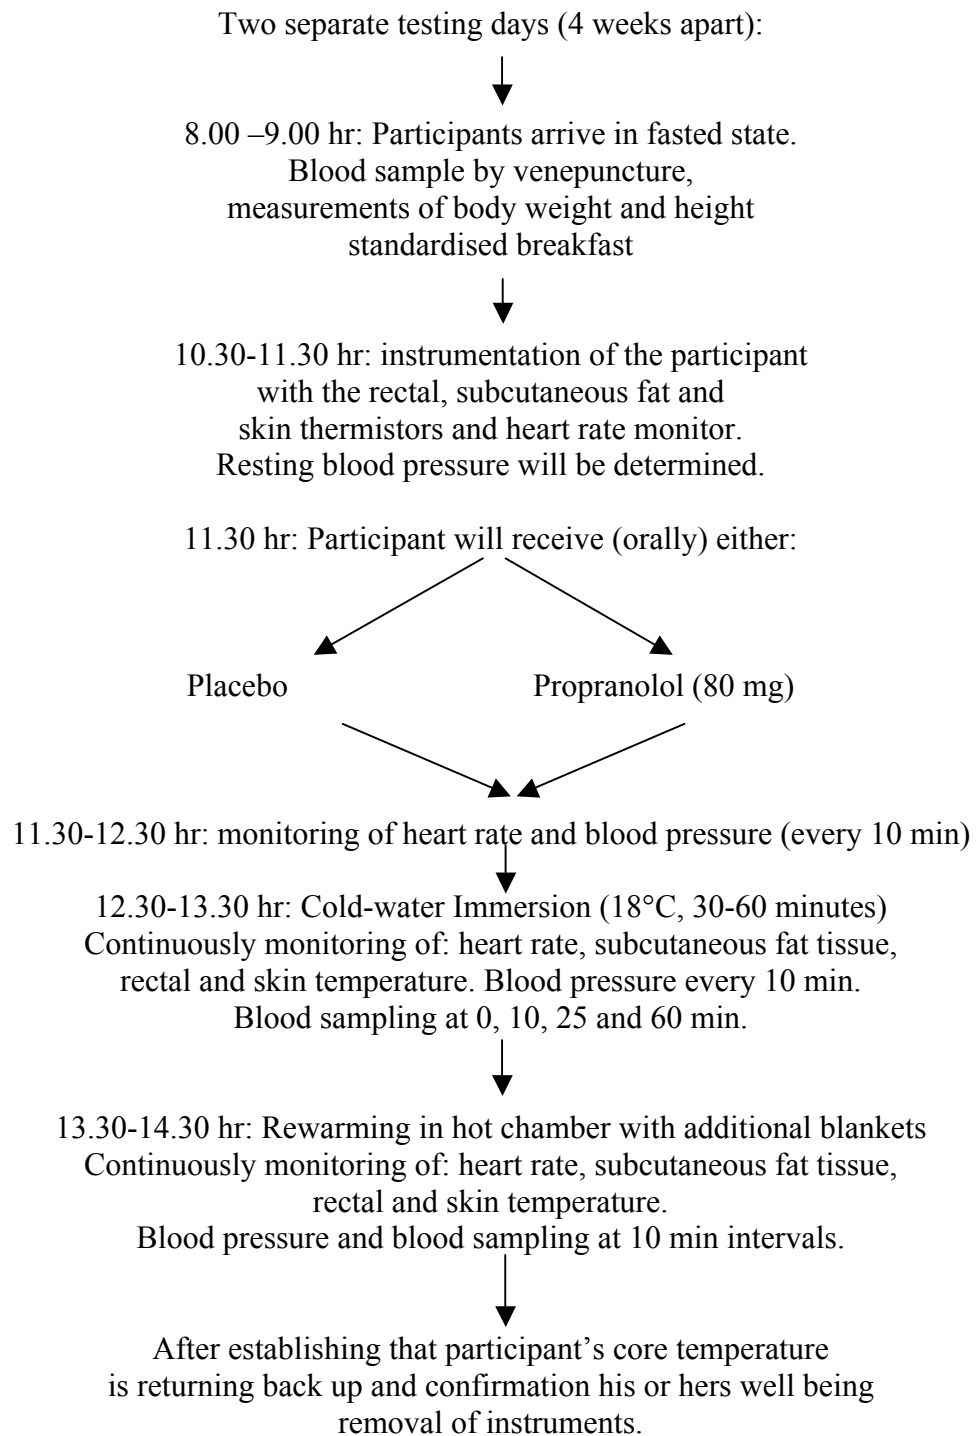 Two separate testing days (4 weeks apart):
8.00 –9.00 hr: Participants arrive in fasted state.
Blood sample by venepuncture,
measurements of body weight and height
standardised breakfast
10.30-11.30 hr: instrumentation of the participant
with the rectal, subcutaneous fat and
skin thermistors and heart rate monitor.
Resting blood pressure will be determined.
11.30 hr: Participant will receive (orally) either:
Placebo
Propranolol (80 mg)
11.30-12.30 hr: monitoring of heart rate and blood pressure (every 10 min)
12.30-13.30 hr: Cold-water Immersion (18°C, 30-60 minutes)
Continuously monitoring of: heart rate, subcutaneous fat tissue,
rectal and skin temperature. Blood pressure every 10 min.
Blood sampling at 0, 10, 25 and 60 min.
13.30-14.30 hr: Rewarming in hot chamber with additional blankets
Continuously monitoring of: heart rate, subcutaneous fat tissue,
rectal and skin temperature.
Blood pressure and blood sampling at 10 min intervals.
After establishing that participant’s core temperature
is returning back up and confirmation his or hers well being
removal of instruments.